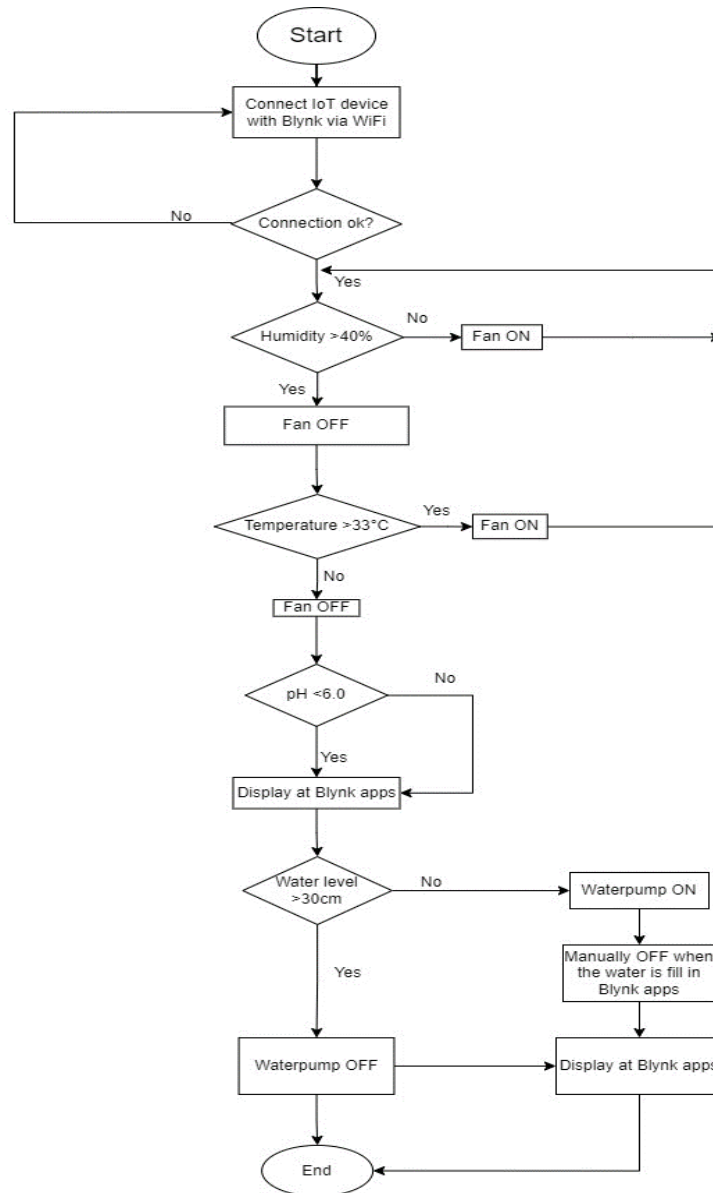 Start
Connect IoT device
with Blynk via WiFi
No
Connection ok?
Yes
Humidity >40%
No
Fan ON
Yes
Fan OFF
Temperature >33°C
Yes
Fan ON
No
Fan OFF
pH <6.0
No
Yes
Display at Blynk apps
Water level
>30cm
No
Waterpump ON
Manually OFF when
the water is fill in
Blynk apps
Yes
Waterpump OFF
Display at Blynk apps
End